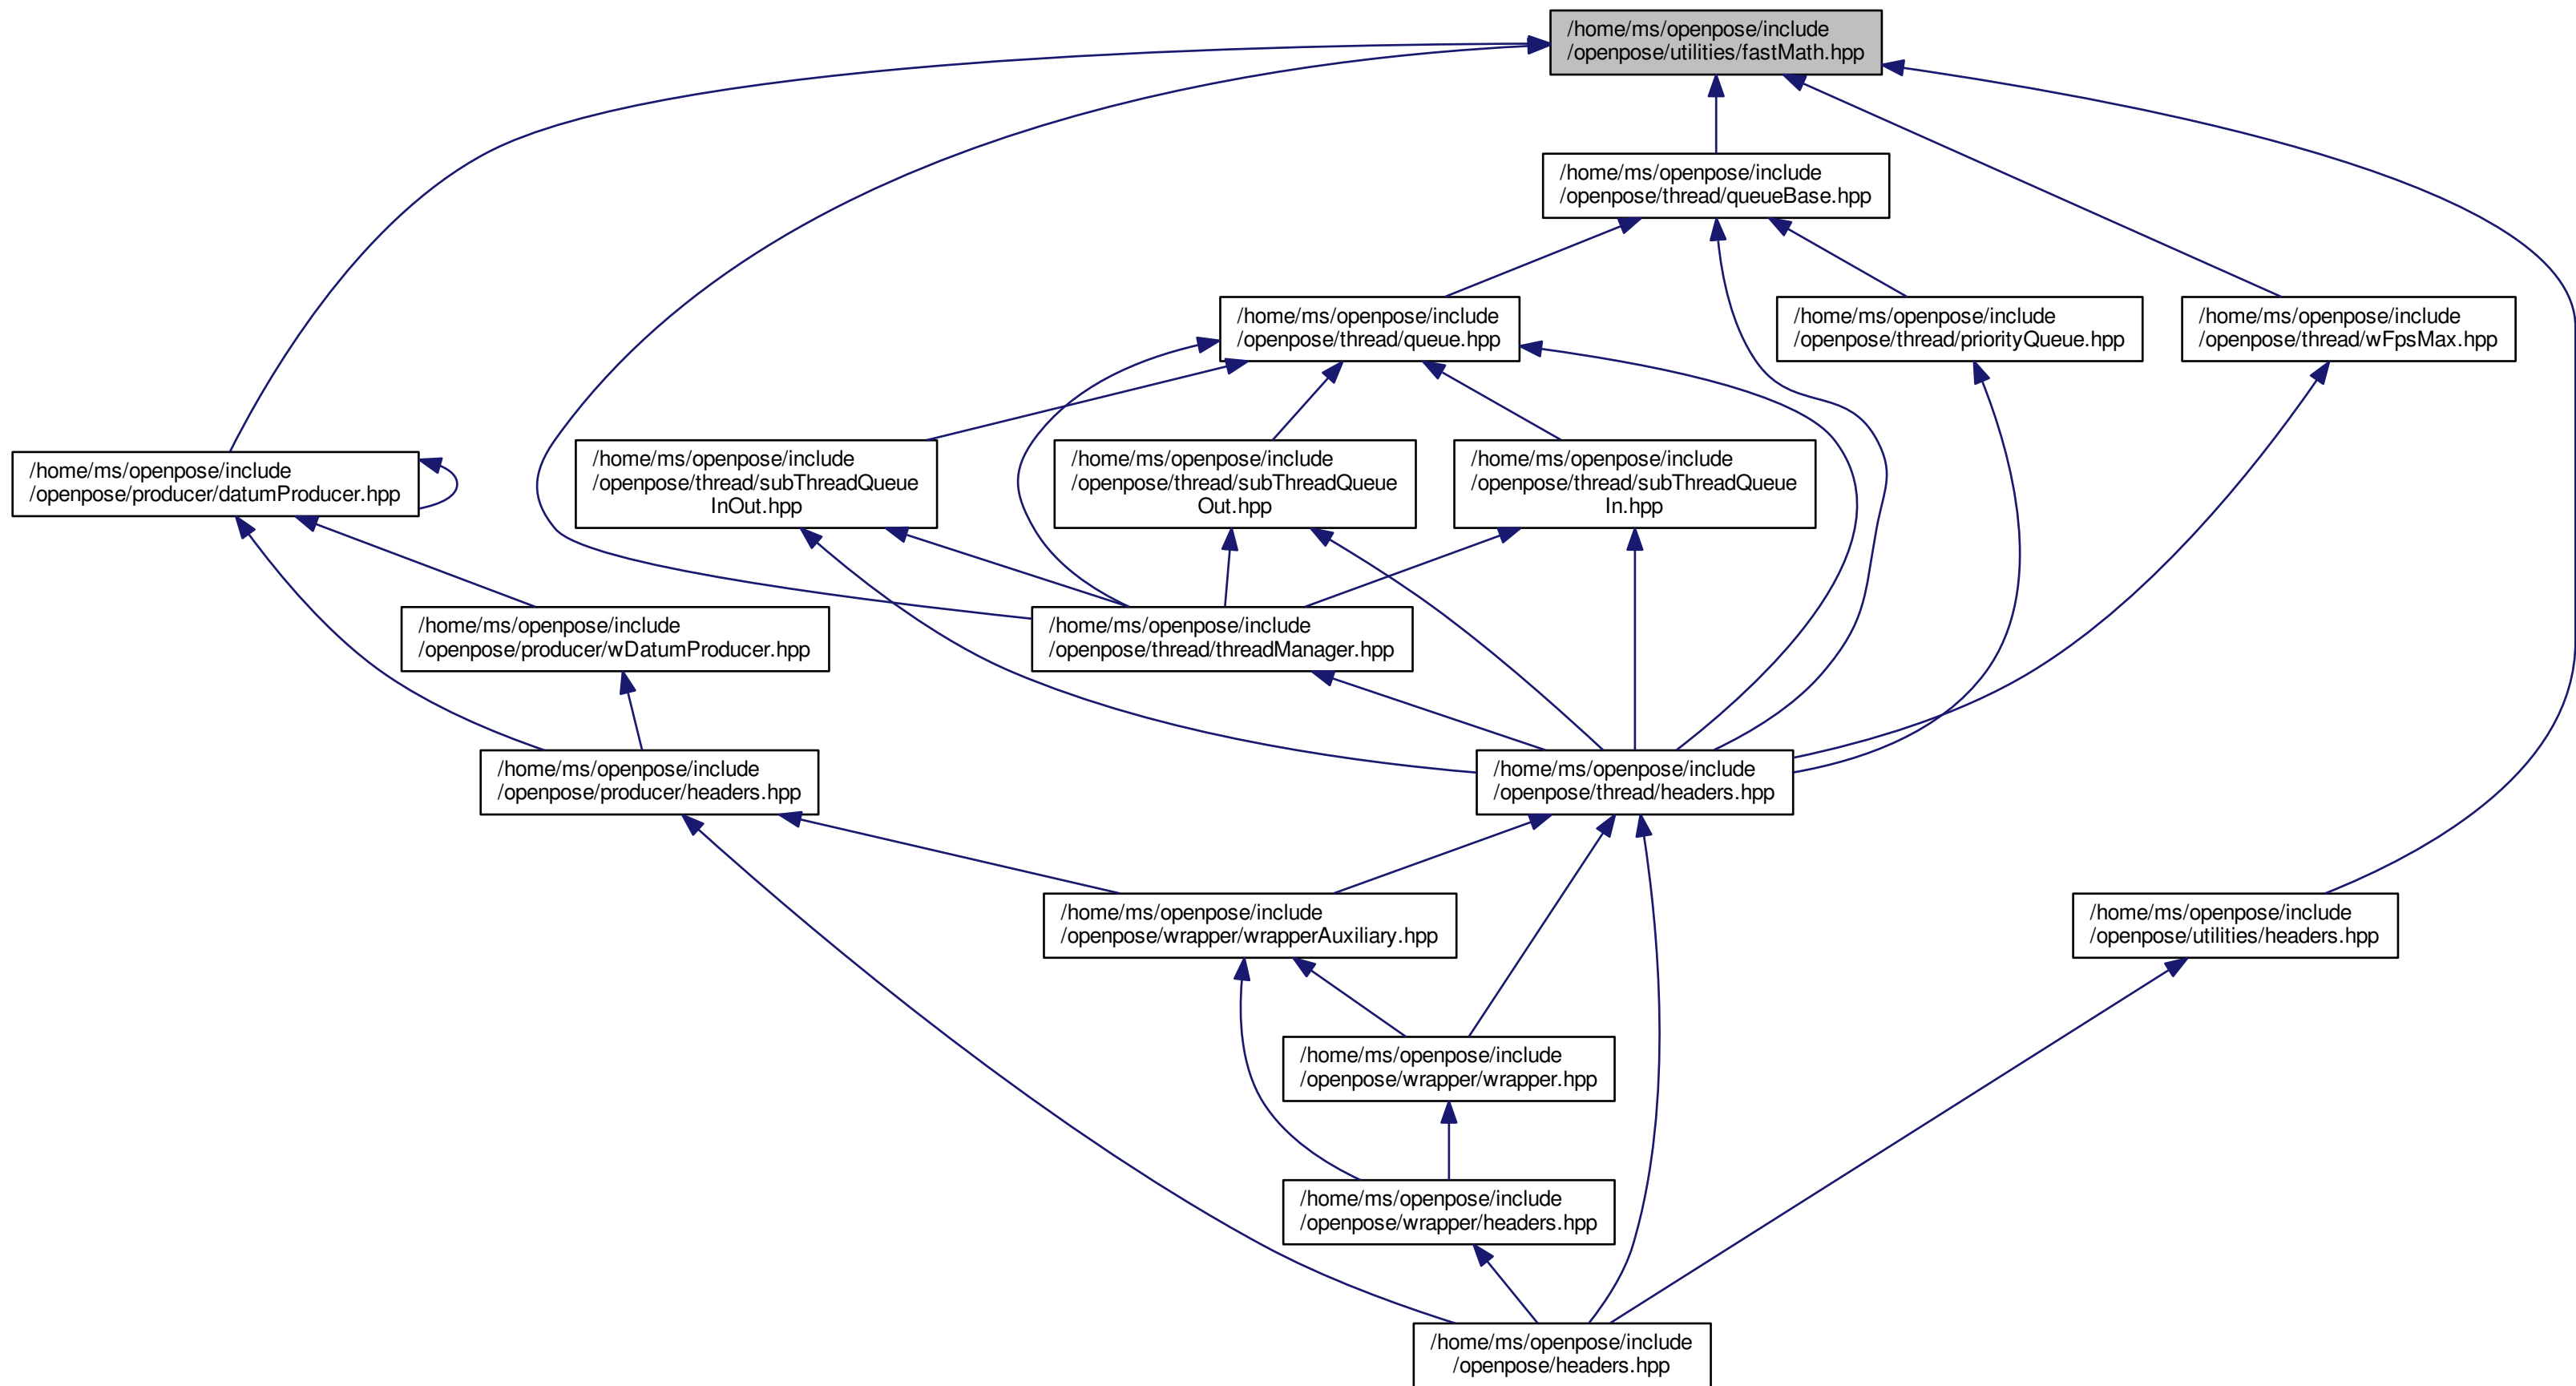 /home/ms/openpose/include
/openpose/utilities/fastMath.hpp
/home/ms/openpose/include
/openpose/thread/queueBase.hpp
/home/ms/openpose/include
/openpose/thread/queue.hpp
/home/ms/openpose/include
/openpose/thread/priorityQueue.hpp
/home/ms/openpose/include
/openpose/thread/wFpsMax.hpp
/home/ms/openpose/include
/openpose/producer/datumProducer.hpp
/home/ms/openpose/include
/openpose/thread/subThreadQueue
InOut.hpp
/home/ms/openpose/include
/openpose/thread/subThreadQueue
Out.hpp
/home/ms/openpose/include
/openpose/thread/subThreadQueue
In.hpp
/home/ms/openpose/include
/openpose/producer/wDatumProducer.hpp
/home/ms/openpose/include
/openpose/thread/threadManager.hpp
/home/ms/openpose/include
/openpose/producer/headers.hpp
/home/ms/openpose/include
/openpose/thread/headers.hpp
/home/ms/openpose/include
/openpose/wrapper/wrapperAuxiliary.hpp
/home/ms/openpose/include
/openpose/utilities/headers.hpp
/home/ms/openpose/include
/openpose/wrapper/wrapper.hpp
/home/ms/openpose/include
/openpose/wrapper/headers.hpp
/home/ms/openpose/include
/openpose/headers.hpp